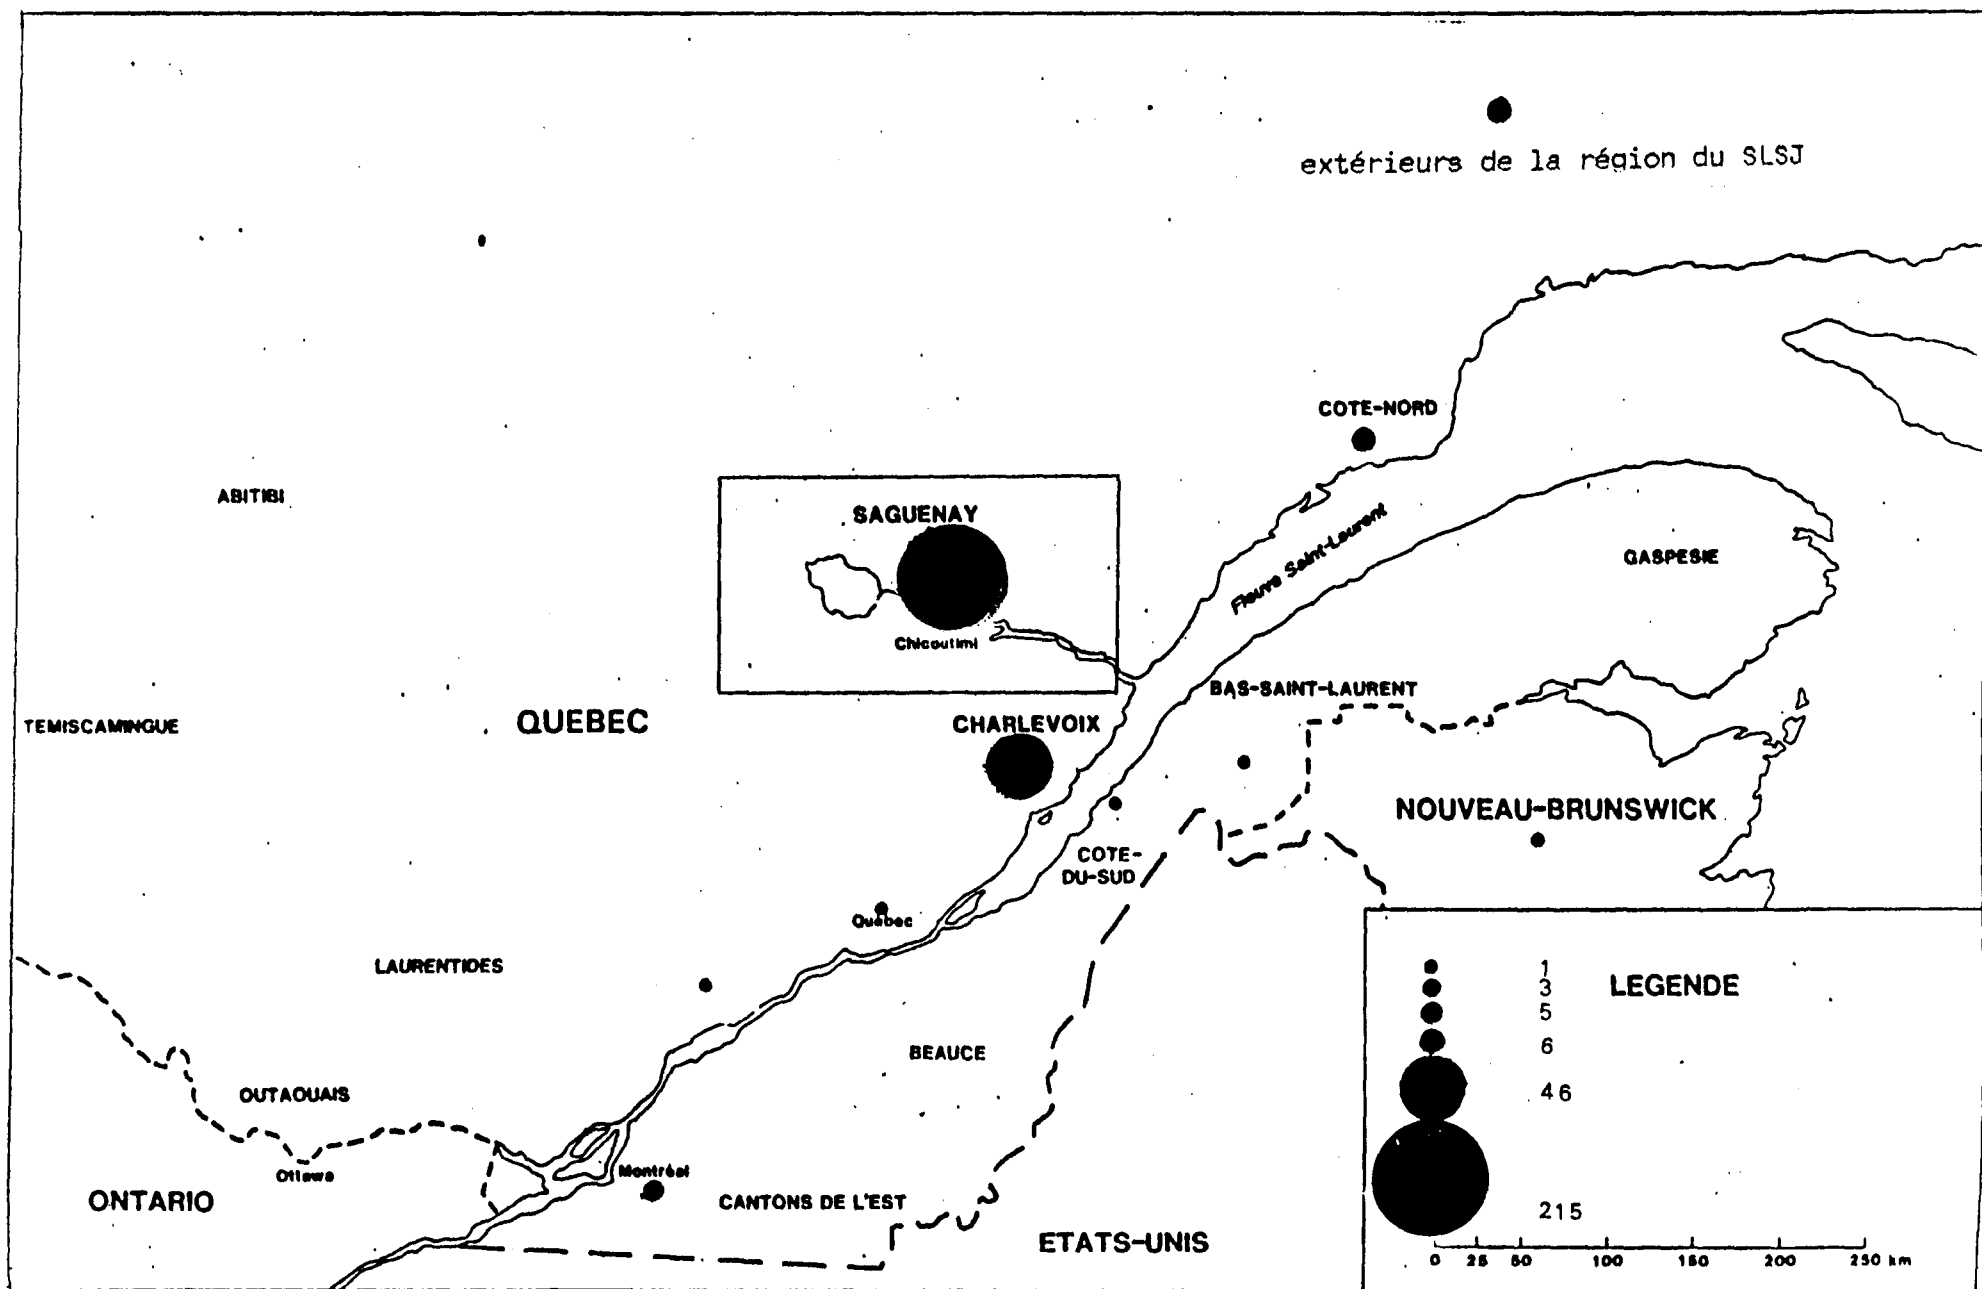 extérieurs de la région du SLSJ
COTE-NORD
ABITIBI
SAGUENAY
Fleuve Saint-Laurent
GASPESIE
Chicoutimi
BAS-SAINT-LAURENT
TEMISCAMINGUE
QUEBEC
CHARLEVOIX
NOUVEAU-BRUNSWICK
COTE-
DU-SUD
Québec
LAURENTIDES
BEAUCE
OUTAOUAIS
Ottawa
Montréal
ONTARIO
CANTONS DE L'EST
ETATS-UNIS
LEGENDE
1
3
5
6
46
215
0 25 50 100 150 200 250 km